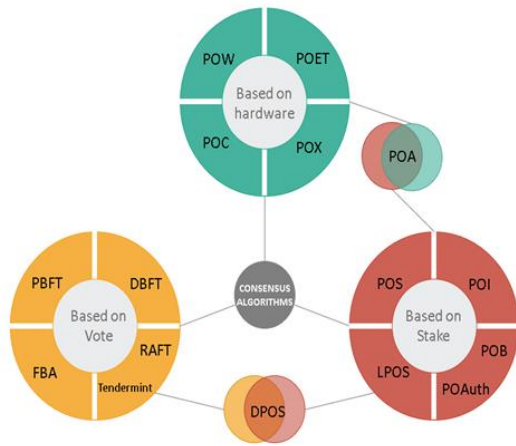 POW
POET
Based on
hardware
POC
POX
POA
CONSENSUS
ALGORITHMS
PBFT
DBFT
Based on
Vote
RAFT
FBA
Tendermint
POS
POI
Based on
Stake
POB
LPOS
POAuth
DPOS